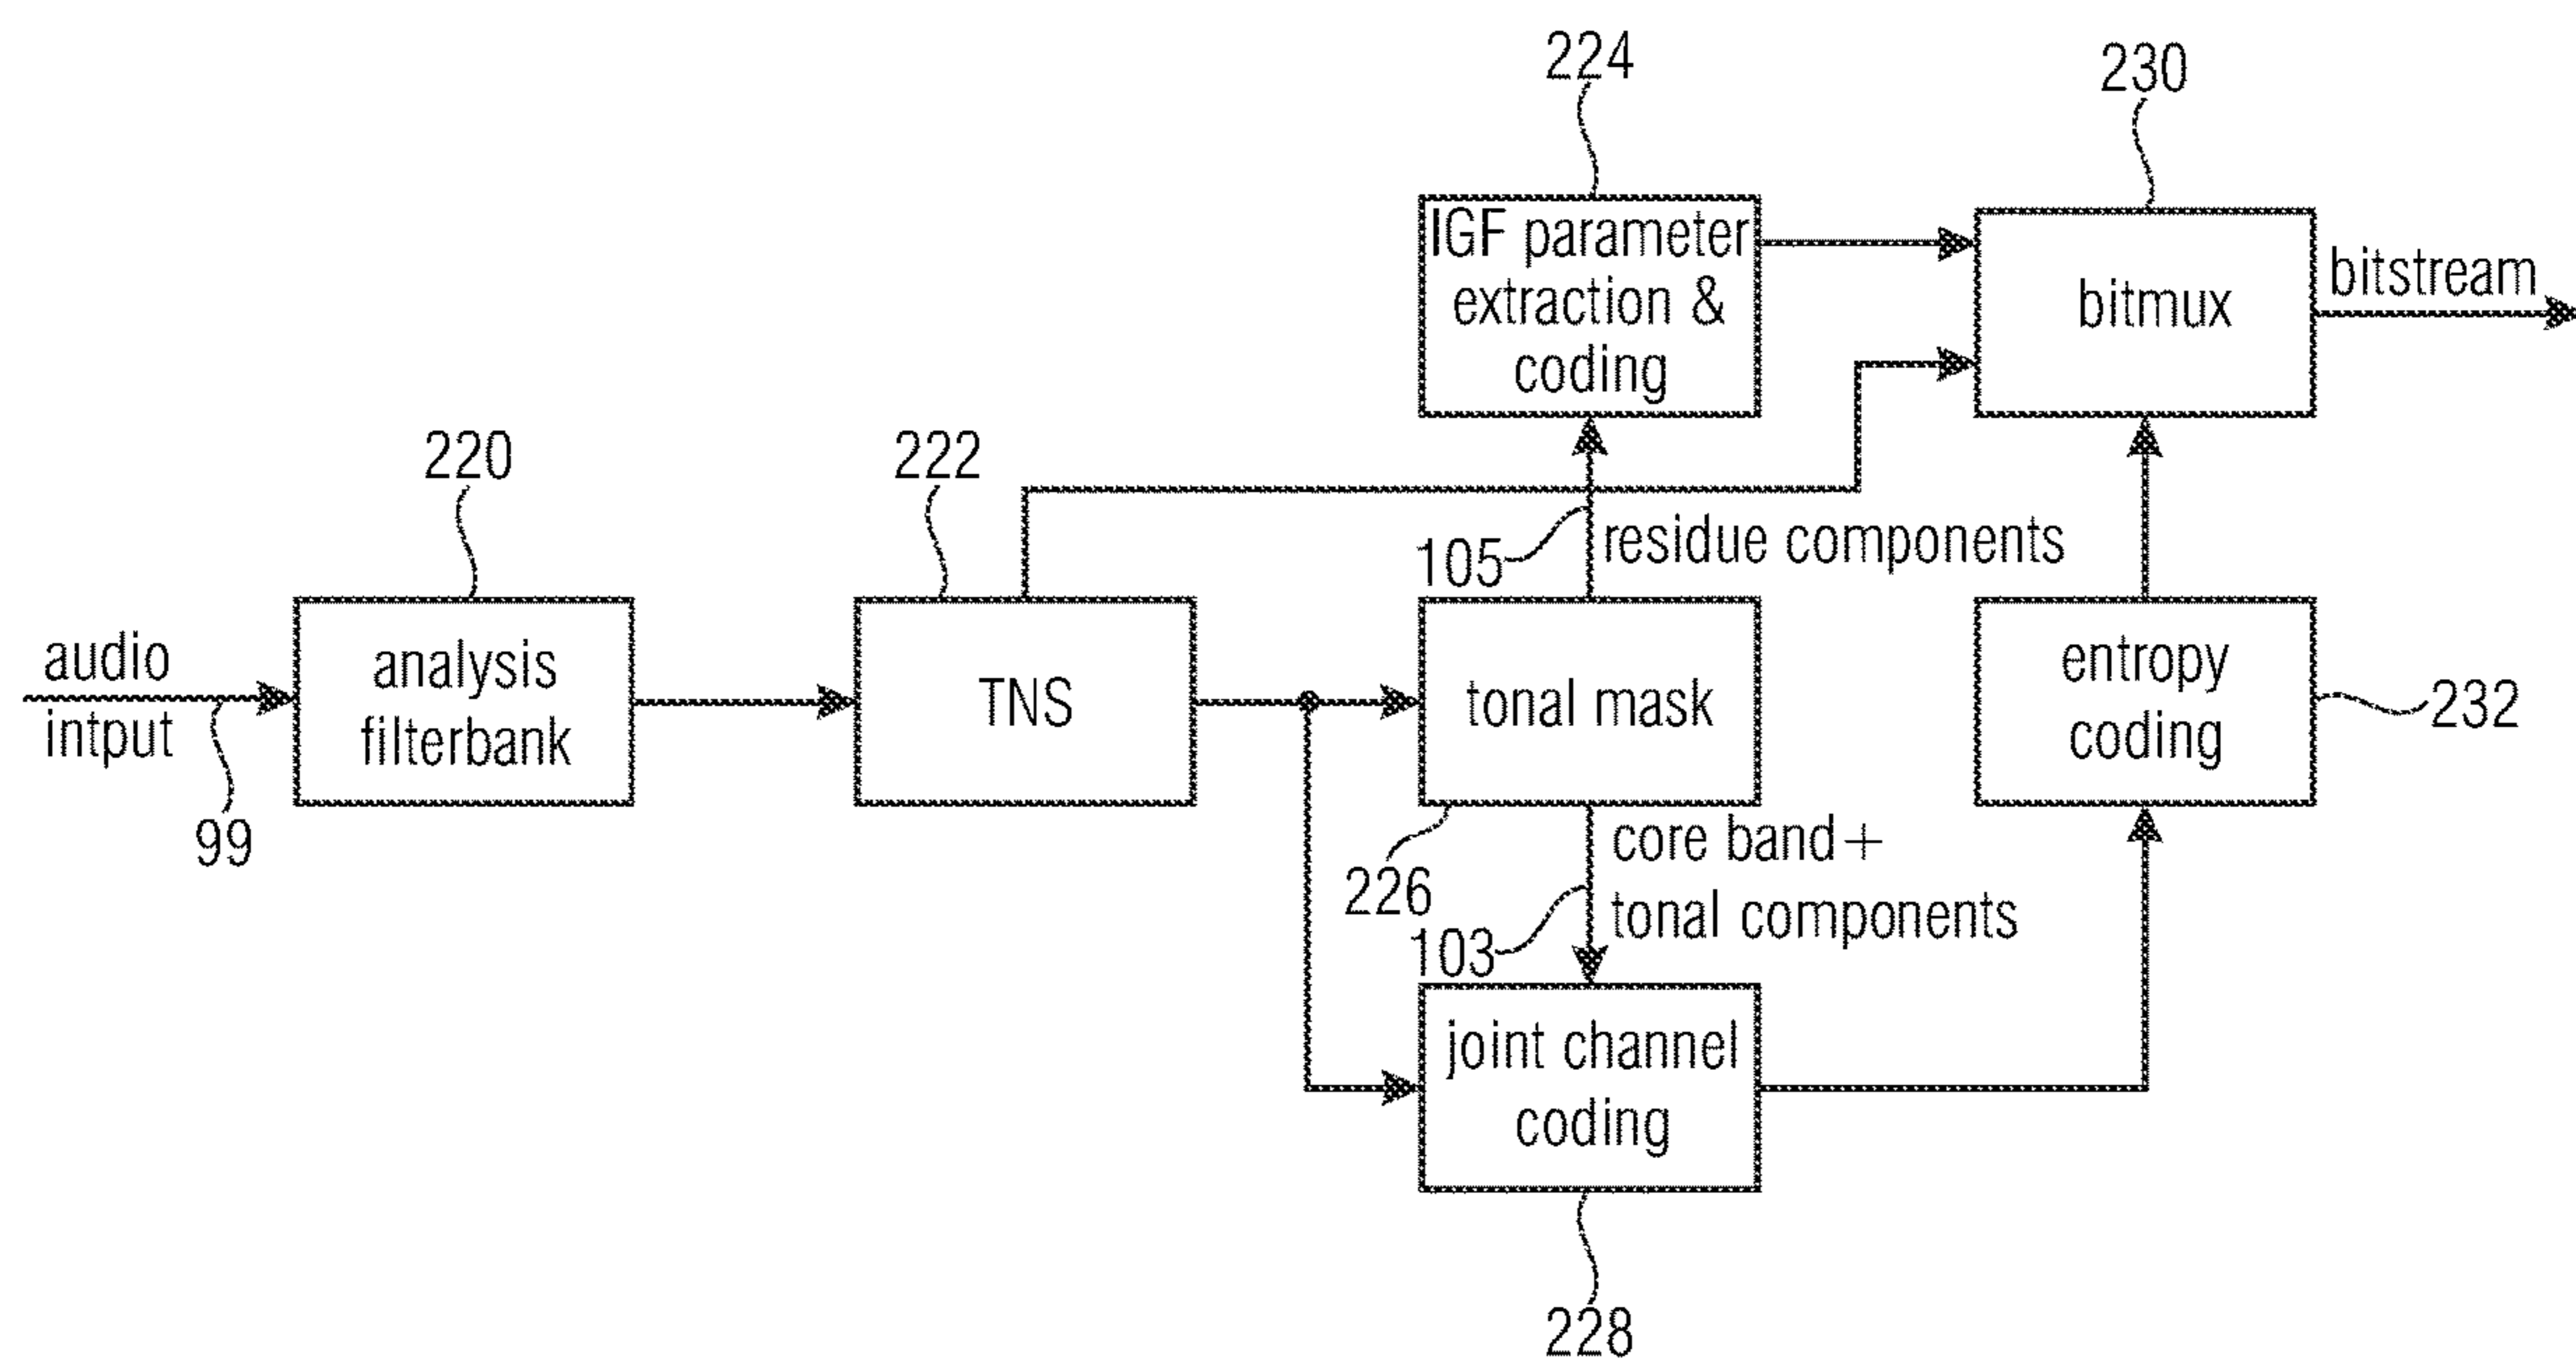 224
230
IGF parameter
extraction &
coding
bitmux
bitstream
220
222
105
residue components
audio
intput
99
analysis
filterbank
TNS
tonal mask
entropy
coding
232
226
core band+
tonal components
103
joint channel
coding
228